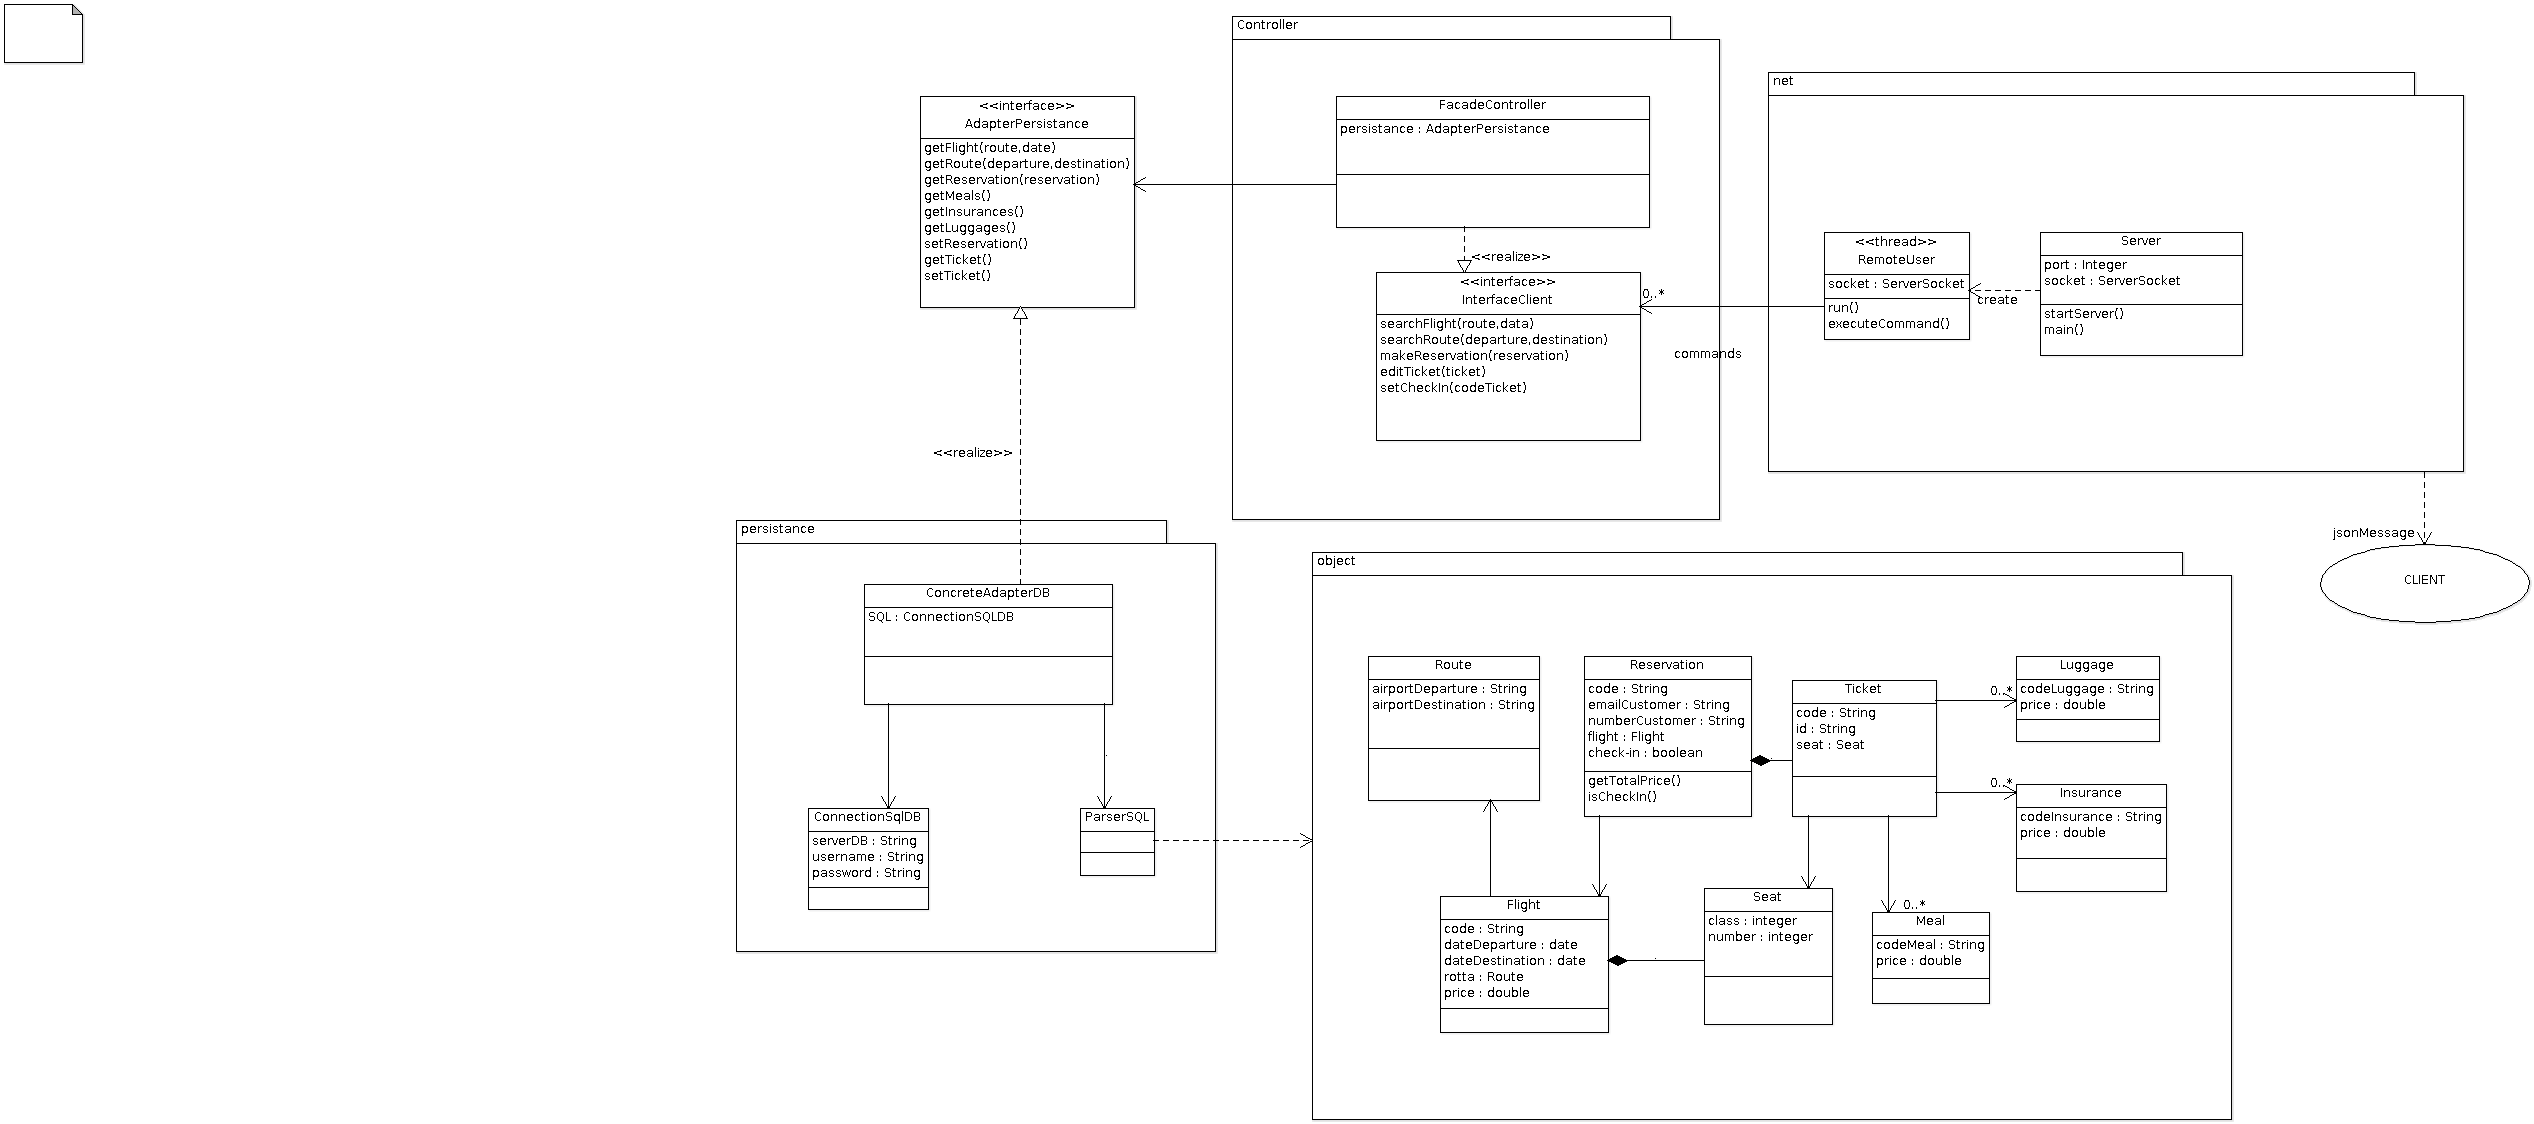 Controller
net
<<interface>>
AdapterPersistance
getFlight(route,date)
getRoute(departure,destination)
getReservation(reservation)
getMeals()
getInsurances()
getLuggages()
setReservation()
getTicket()
setTicket()
FacadeController
persistance : AdapterPersistance
<<realize>>
<<interface>>
InterfaceClient
searchFlight(route,data)
searchRoute(departure,destination)
makeReservation(reservation)
editTicket(ticket)
setCheckIn(codeTicket)
0..*
commands
<<thread>>
RemoteUser
socket : ServerSocket
run()
executeCommand()
create
Server
port : Integer
socket : ServerSocket
startServer()
main()
<<realize>>
jsonMessage
CLIENT
persistance
ConcreteAdapterDB
SQL : ConnectionSQLDB
ConnectionSqlDB
serverDB : String
username : String
password : String
ParserSQL
object
Route
airportDeparture : String
airportDestination : String
Reservation
code : String
emailCustomer : String
numberCustomer : String
flight : Flight
check-in : boolean
getTotalPrice()
isCheckIn()
Ticket
code : String
id : String
seat : Seat
0..*
Luggage
codeLuggage : String
price : double
0..*
Insurance
codeInsurance : String
price : double
Flight
code : String
dateDeparture : date
dateDestination : date
rotta : Route
price : double
Seat
class : integer
number : integer
0..*
Meal
codeMeal : String
price : double